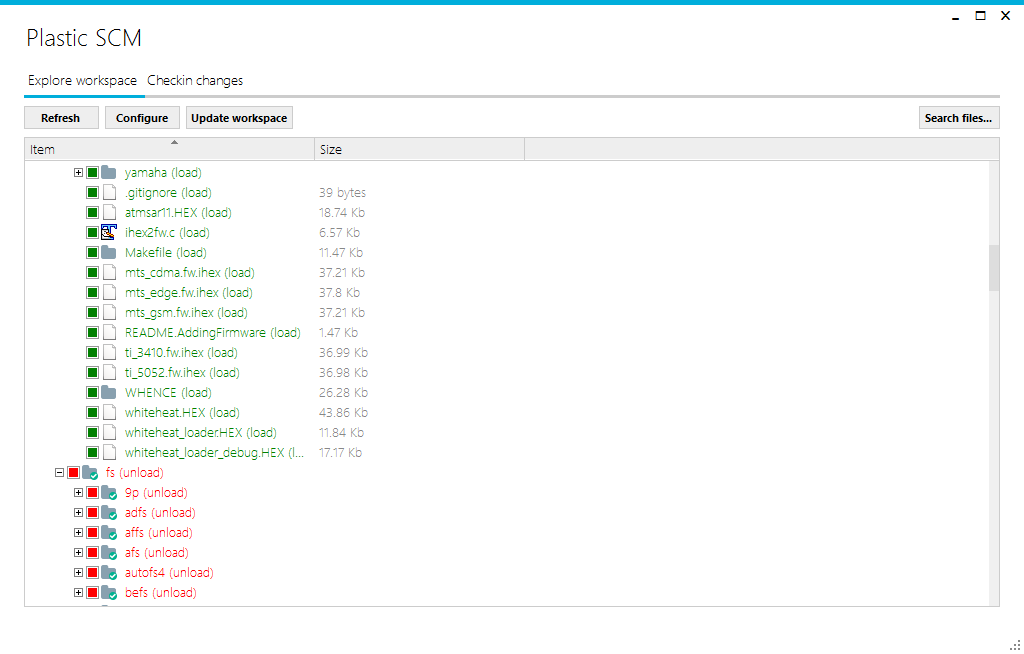 Plastic SCM
Explore workspace Checkin changes
Refresh Configure Update workspace Search files...
Item Size
yamaha (load)
.gitignore (load) 39 bytes
atmsar11.HEX (load) 18.74 Kb
ihex2fw.c (load) 6.57 Kb
Makefile (load) 11.47 Kb
mts_cdma.fw.ihex (load) 37.21 Kb
mts_edge.fw.ihex (load) 37.8 Kb
mts_gsm.fw.ihex (load) 37.21 Kb
README.AddingFirmware (load) 1.47 Kb
ti_3410.fw.ihex (load) 36.99 Kb
ti_5052.fw.ihex (load) 36.98 Kb
WHENCE (load) 26.28 Kb
whiteheat.HEX (load) 43.86 Kb
whiteheat_loader.HEX (load) 11.84 Kb
whiteheat_loader_debug.HEX (l... 17.17 Kb
fs (unload)
9p (unload)
adfs (unload)
affs (unload)
afs (unload)
autofs4 (unload)
befs (unload)